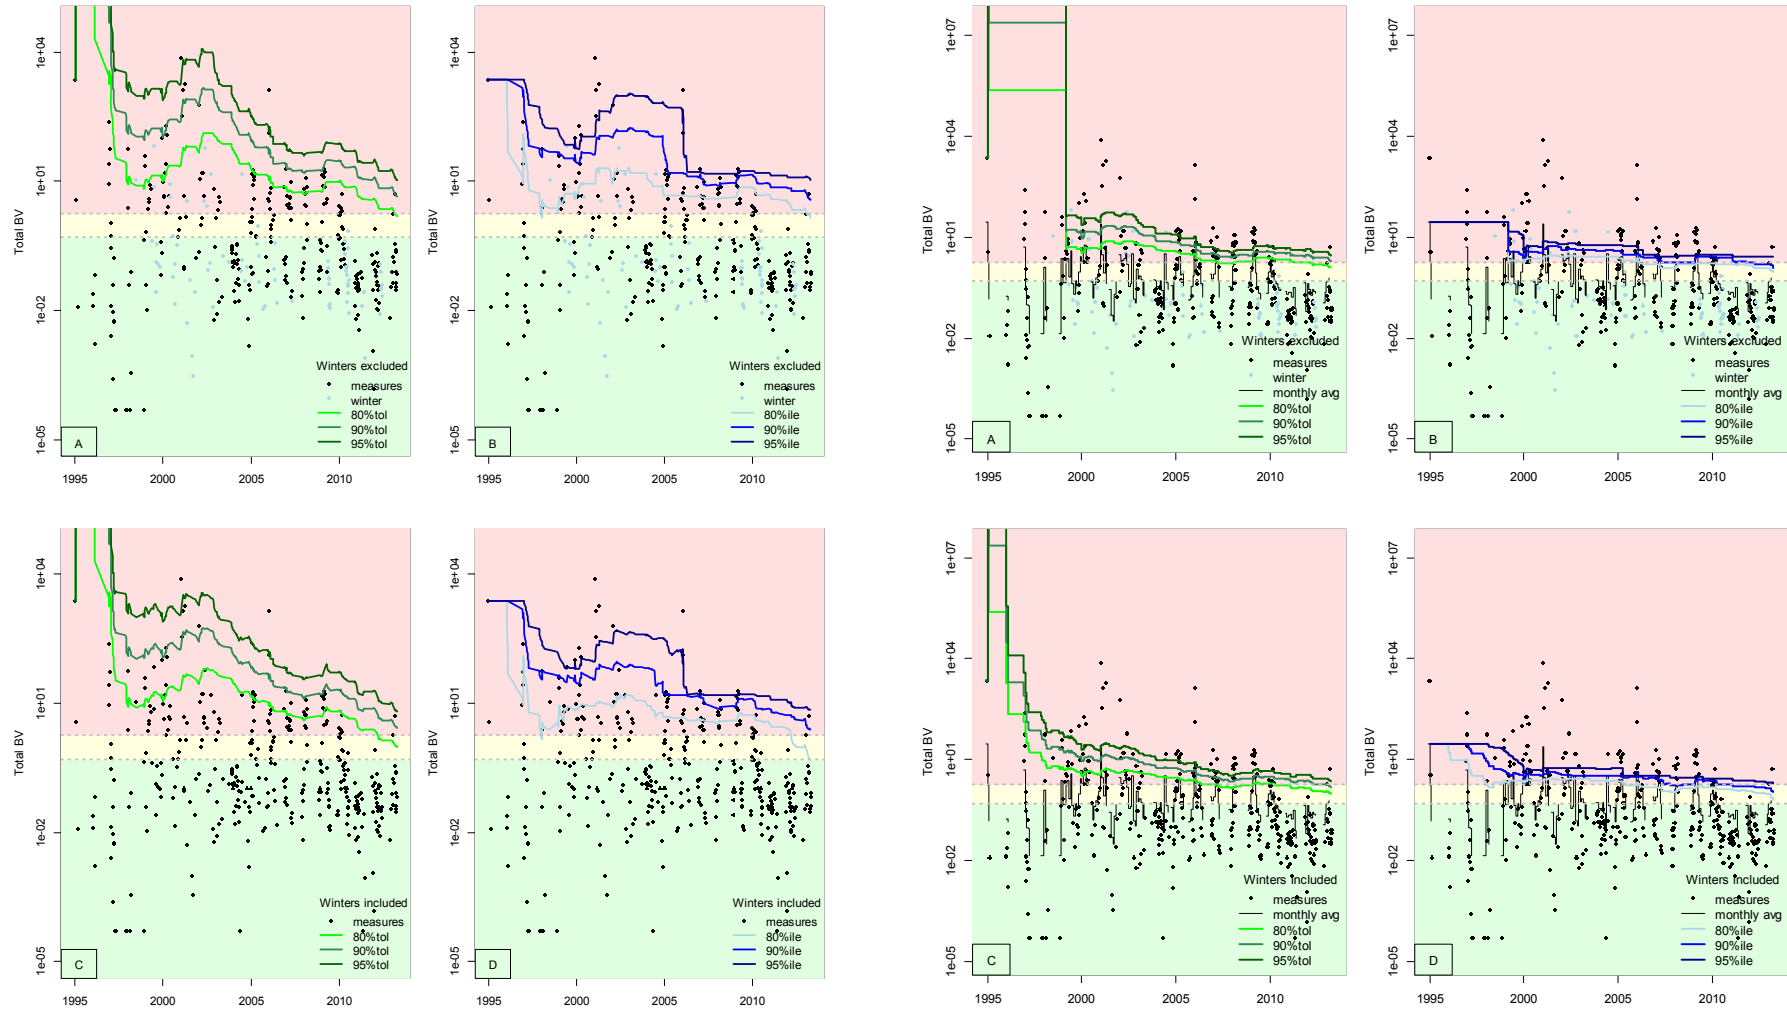 Total BV
1e+04
1e+01
1e-02
1e-05
Winters excluded
measures
winter
80%tol
90%tol
95%tol
A
1995
2000
2005
2010
Total BV
1e+04
1e+01
1e-02
1e-05
Winters excluded
measures
winter
80%ile
90%ile
95%ile
B
1995
2000
2005
2010
Total BV
1e+07
1e+04
1e+01
1e-02
1e-05
Winters excluded
measures
winter
monthly avg
80%tol
90%tol
95%tol
A
1995
2000
2005
2010
Total BV
1e+07
1e+04
1e+01
1e-02
1e-05
Winters excluded
measures
winter
monthly avg
80%ile
90%ile
95%ile
B
1995
2000
2005
2010
Total BV
1e+04
1e+01
1e-02
1e-05
Winters included
measures
80%tol
90%tol
95%tol
C
1995
2000
2005
2010
Total BV
1e+04
1e+01
1e-02
1e-05
Winters included
measures
80%ile
90%ile
95%ile
D
1995
2000
2005
2010
Total BV
1e+07
1e+04
1e+01
1e-02
1e-05
Winters included
measures
monthly avg
80%tol
90%tol
95%tol
C
1995
2000
2005
2010
Total BV
1e+07
1e+04
1e+01
1e-02
1e-05
Winters included
measures
monthly avg
80%ile
90%ile
95%ile
D
1995
2000
2005
2010